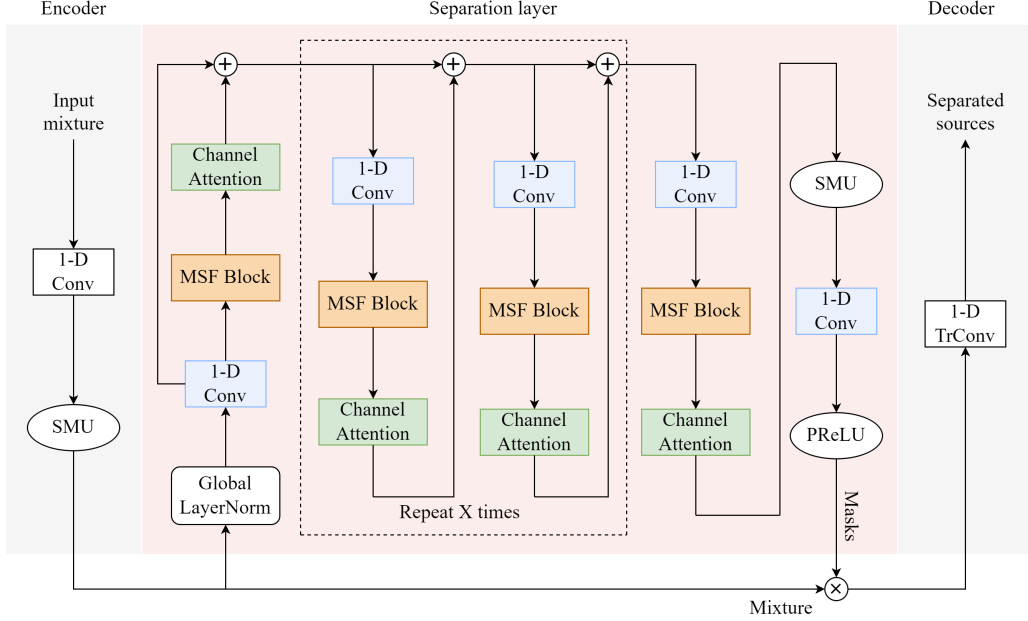 Encoder
Separation layer
Decoder
Input
mixture
1-D
Conv
SMU
Channel
Attention
MSF Block
1-D
Conv
Global
LayerNorm
1-D
Conv
MSF Block
Channel
Attention
1-D
Conv
MSF Block
Channel
Attention
Repeat X times
1-D
Conv
MSF Block
Channel
Attention
SMU
1-D
Conv
PReLU
Masks
Mixture
Separated
sources
1-D
TrConv